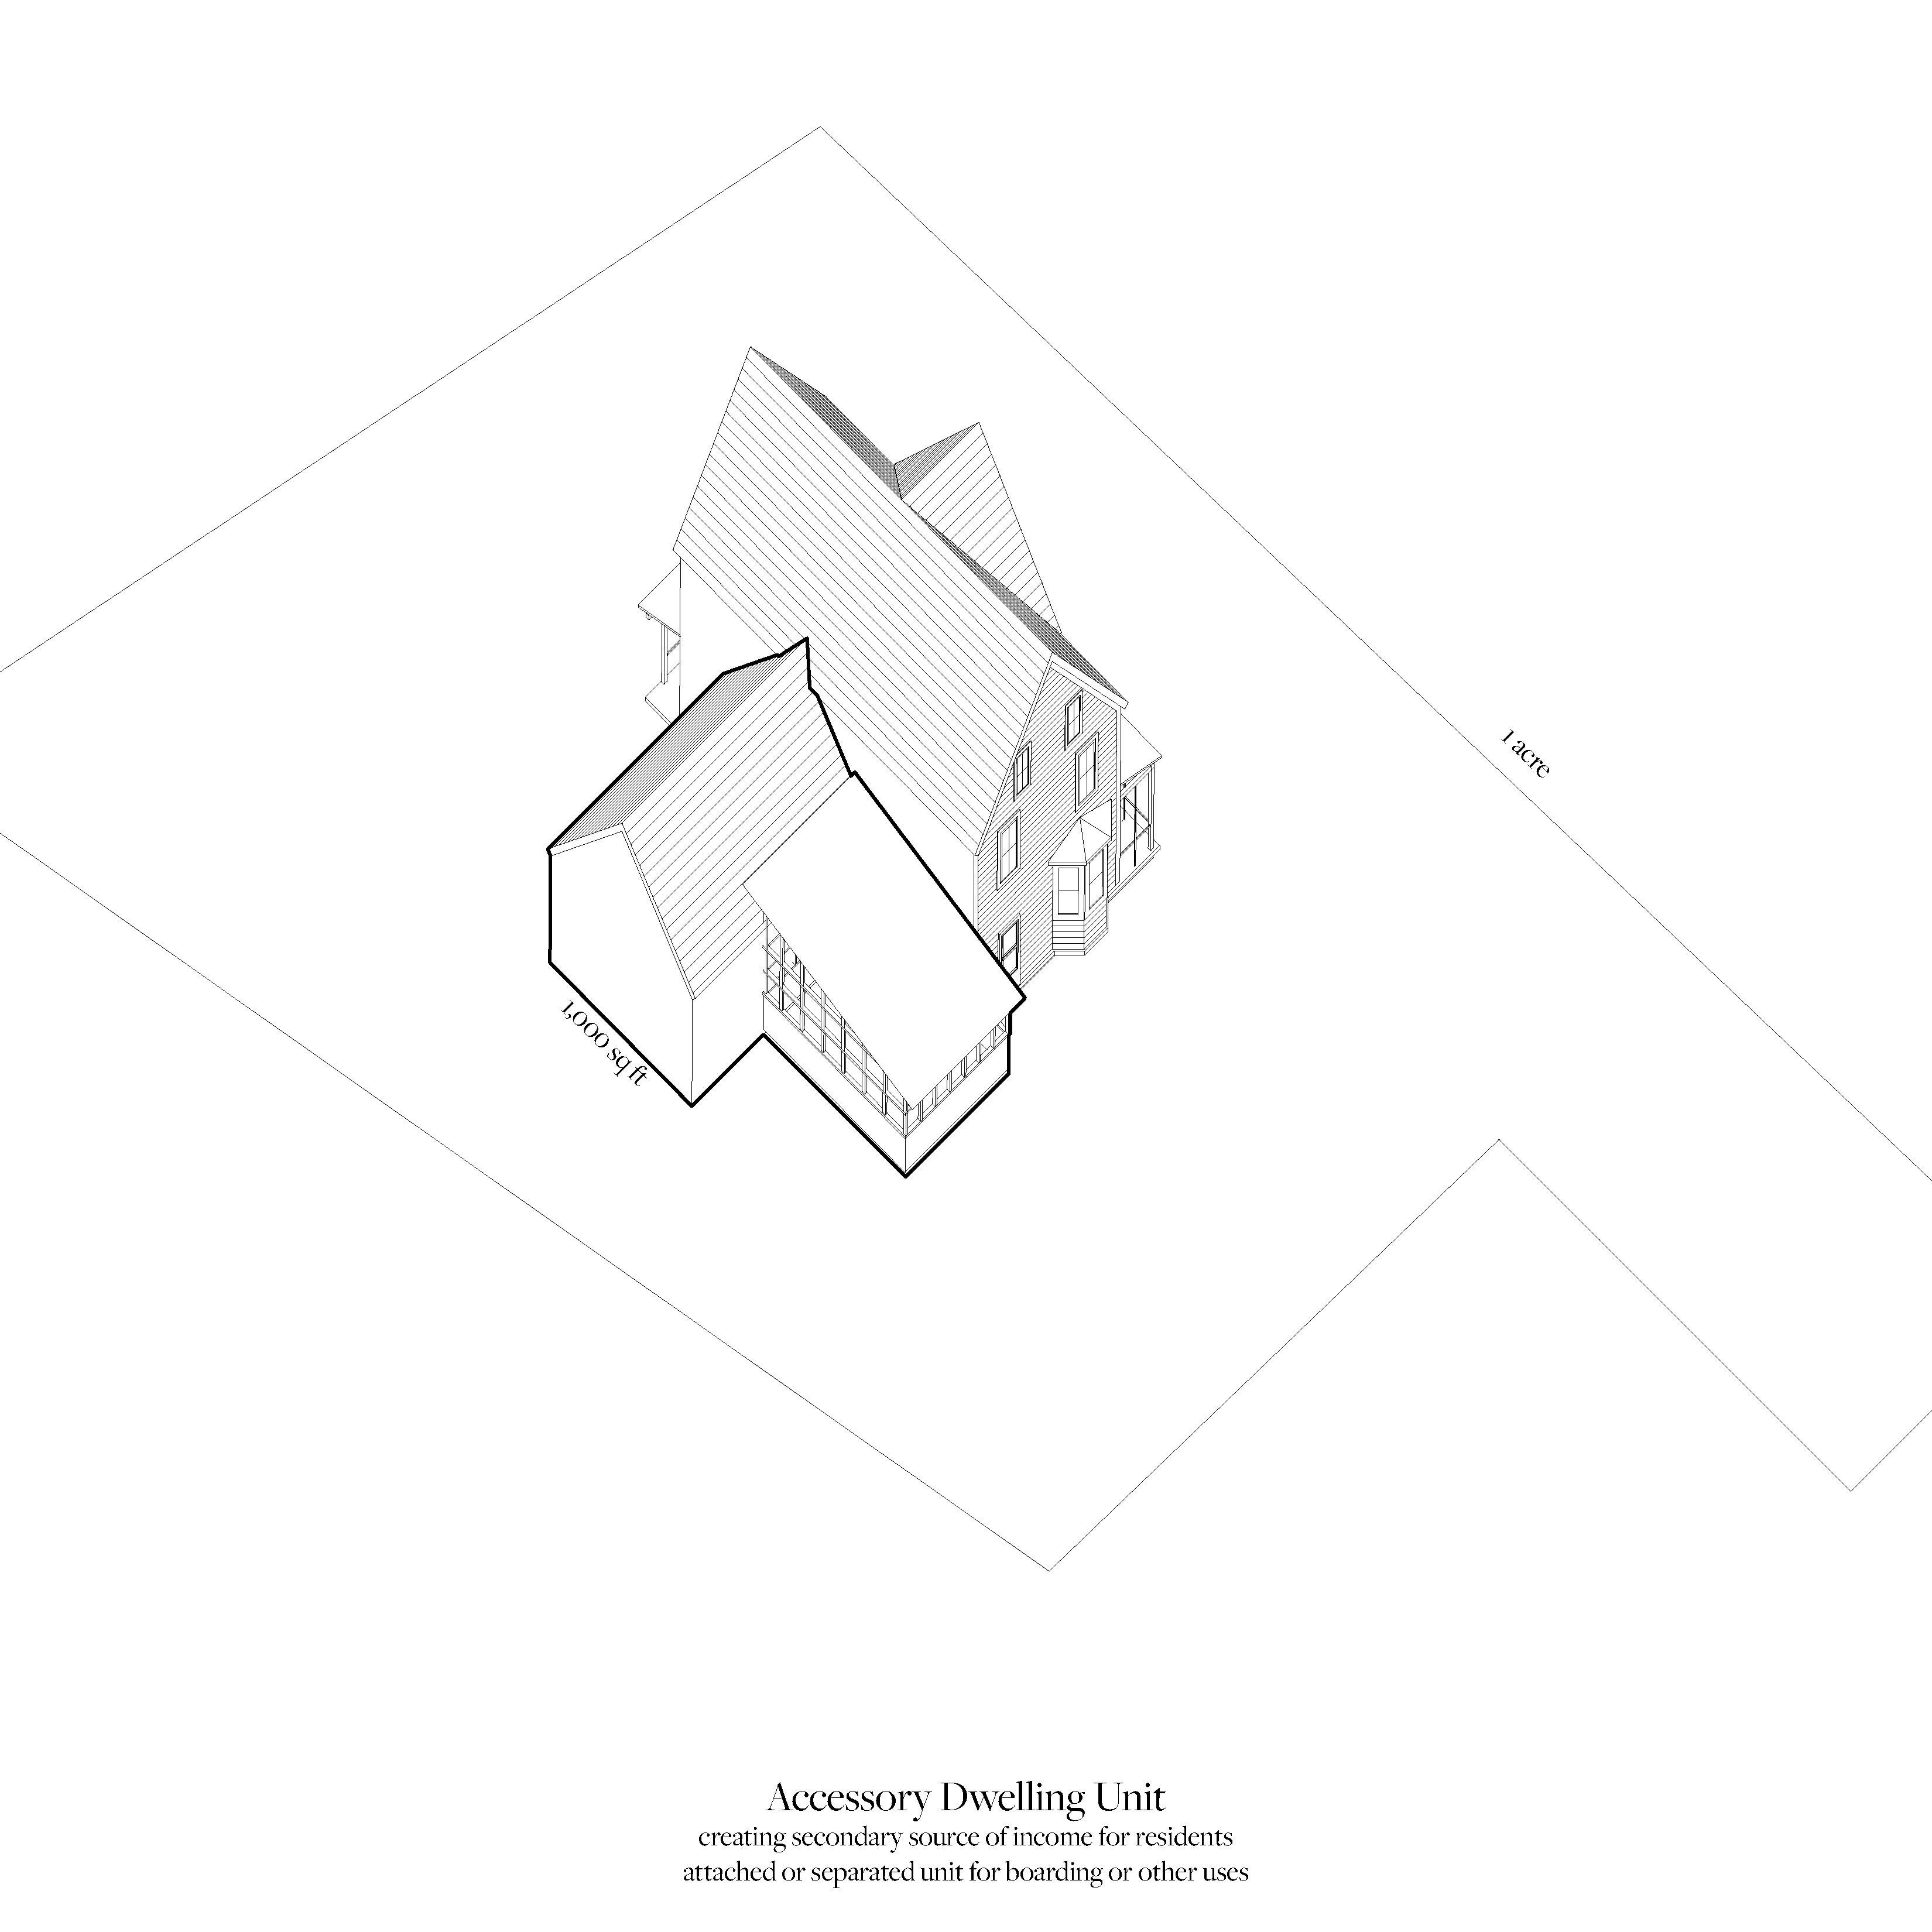 1 acre
1,000 sq ft
Accessory Dwelling Unit
creating secondary source of income for residents
attached or separated unit for boarding or other uses